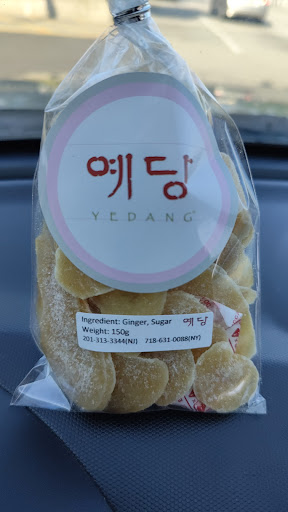 예당
YEDANG
Ingredient: Ginger, Sugar 예당
Weight: 150g
201-313-3344(NJ) 718-631-0088(NY)